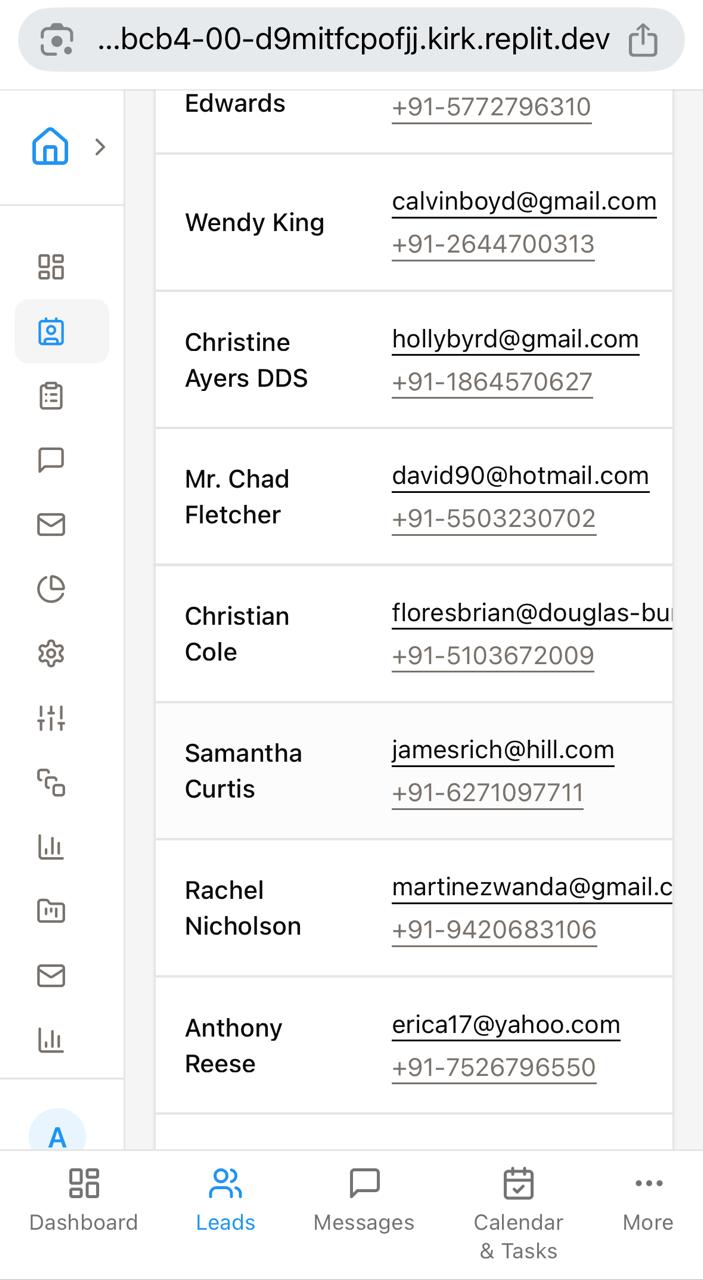 ...bcb4-00-d9mitfcpofjj.kirk.replit.dev
Edwards
+91-5772796310
Wendy King
calvinboyd@gmail.com
+91-2644700313
Christine
Ayers DDS
hollybyrd@gmail.com
+91-1864570627
Mr. Chad
Fletcher
david90@hotmail.com
+91-5503230702
Christian
Cole
floresbrian@douglas-bu
+91-5103672009
Samantha
Curtis
jamesrich@hill.com
+91-6271097711
Rachel
Nicholson
martinezwanda@gmail.c
+91-9420683106
Anthony
Reese
erica17@yahoo.com
+91-7526796550
A
Dashboard
Leads
Messages
Calendar
& Tasks
More